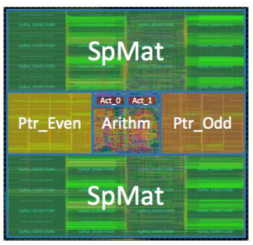 SpMat
Act_0 Act_1
Ptr_Even Arithm Ptr_Odd
SpMat